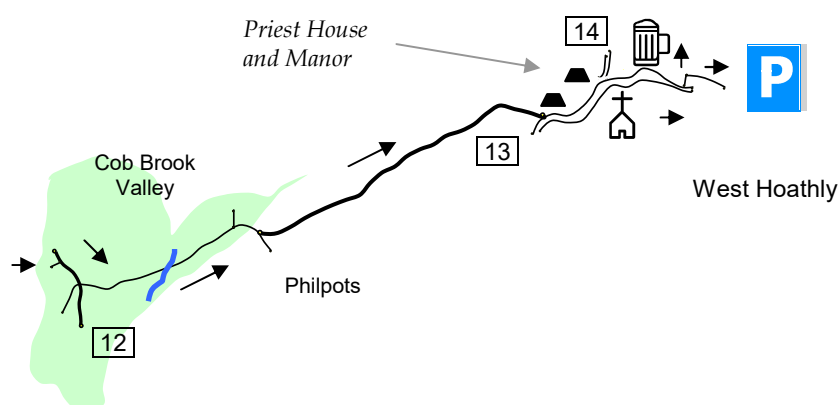 Priest House
and Manor
14
P
13
Cob Brook
Valley
West Hoathly
Philpots
12